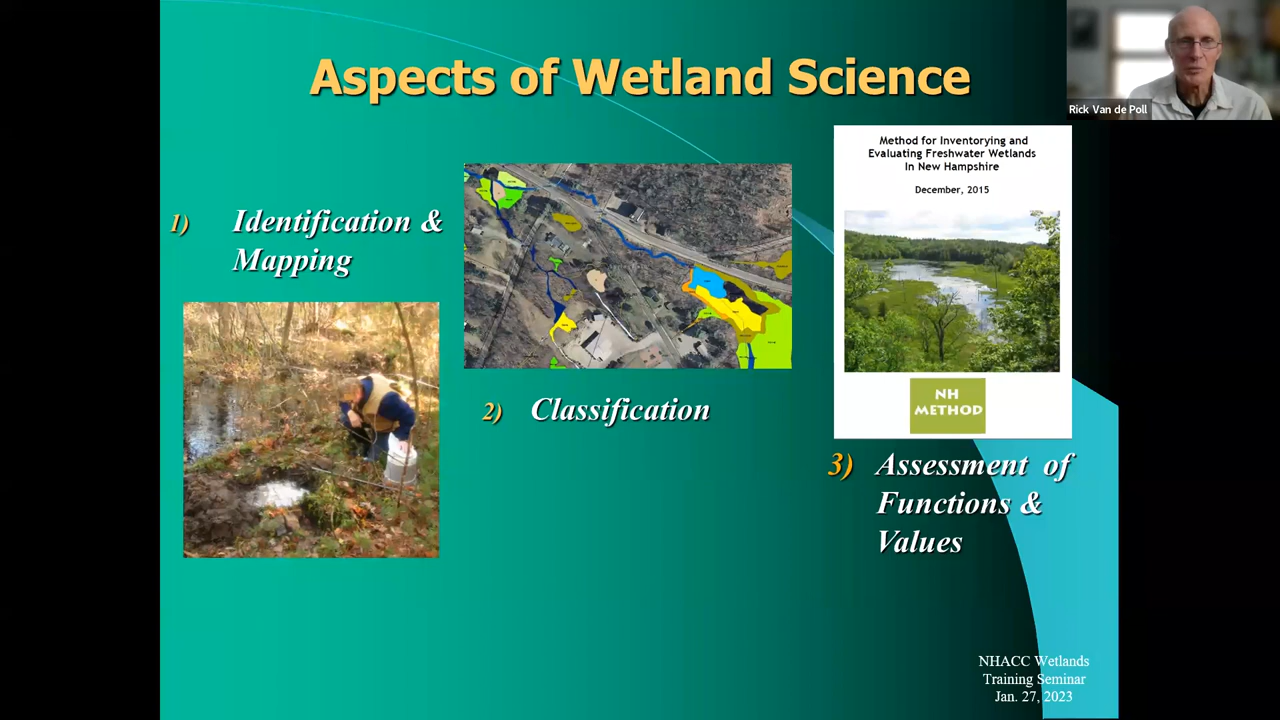 Aspects of Wetland Science
Rick Van de Poll
1) Identification &
Mapping
2) Classification
Method for Inventorying and
Evaluating Freshwater Wetlands
In New Hampshire
December, 2015
NH
METHOD
3) Assessment of
Functions &
Values
NHACC Wetlands
Training Seminar
Jan. 27, 2023